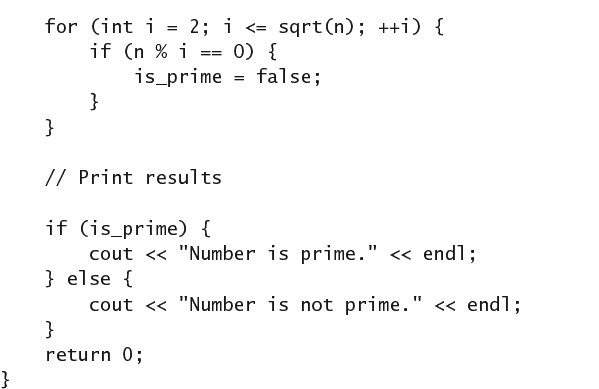 for (int i = 2; i <= sqrt(n); ++i) {
if (n % i == 0) {
is_prime = false;
}
}
// Print results
if (is_prime) {
cout << "Number is prime." << endl;
} else {
cout << "Number is not prime." << endl;
}
return 0;
}